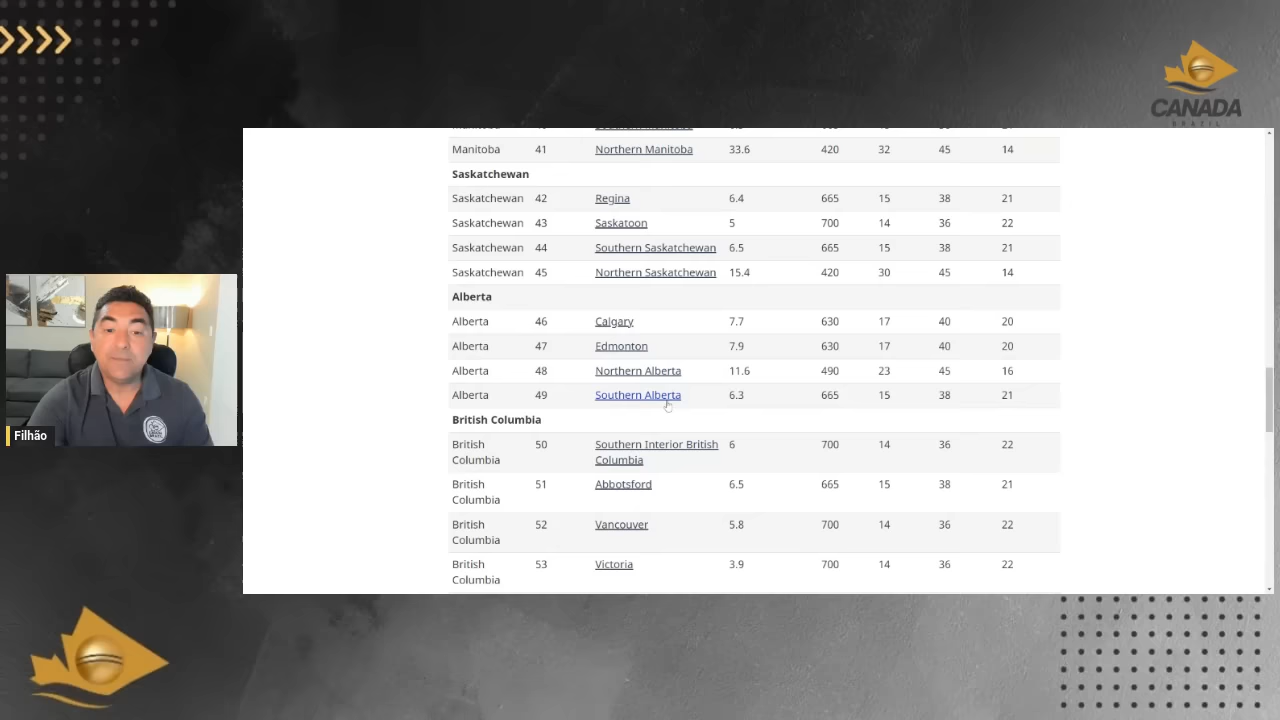 CANADA
BRAZIL
Manitoba 41 Northern Manitoba 33.6 420 32 45 14
Saskatchewan
Saskatchewan 42 Regina 6.4 665 15 38 21
Saskatchewan 43 Saskatoon 5 700 14 36 22
Saskatchewan 44 Southern Saskatchewan 6.5 665 15 38 21
Saskatchewan 45 Northern Saskatchewan 15.4 420 30 45 14
Alberta
Alberta 46 Calgary 7.7 630 17 40 20
Alberta 47 Edmonton 7.9 630 17 40 20
Alberta 48 Northern Alberta 11.6 490 23 45 16
Alberta 49 Southern Alberta 6.3 665 15 38 21
British Columbia
British 50 Southern Interior British 6 700 14 36 22
Columbia Columbia
British 51 Abbotsford 6.5 665 15 38 21
Columbia
British 52 Vancouver 5.8 700 14 36 22
Columbia
British 53 Victoria 3.9 700 14 36 22
Columbia
Filhão